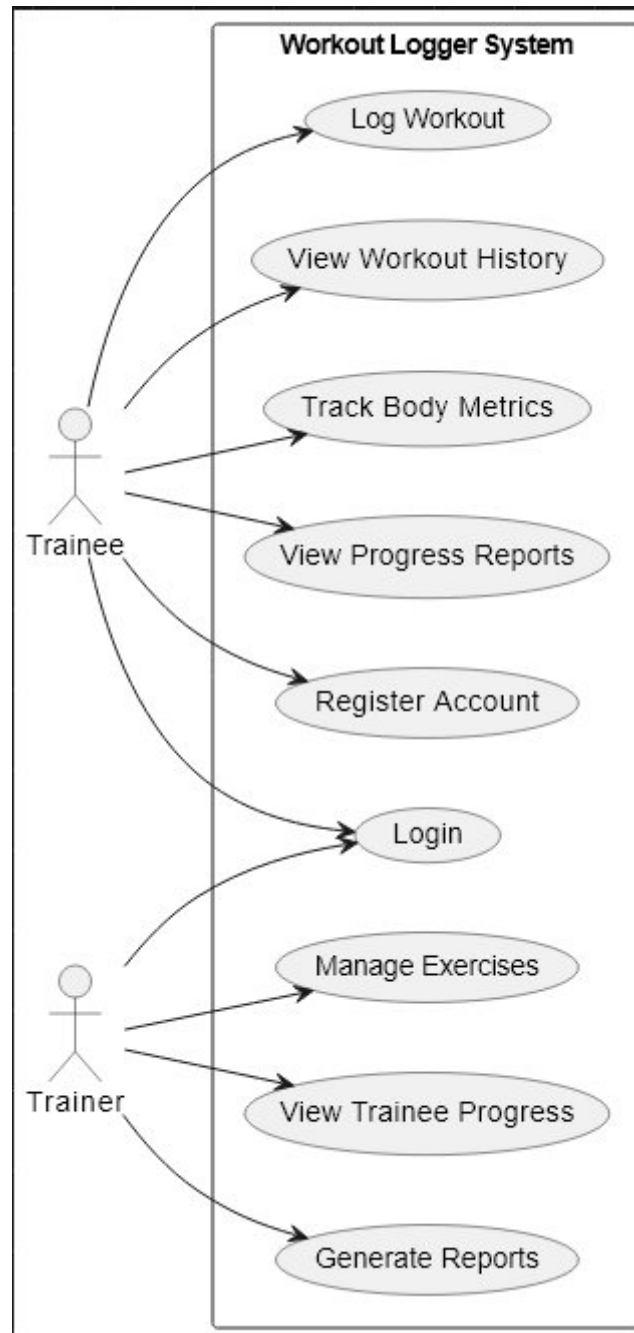 Workout Logger System
Log Workout
View Workout History
Track Body Metrics
View Progress Reports
Trainee
Register Account
Login
Manage Exercises
View Trainee Progress
Trainer
Generate Reports